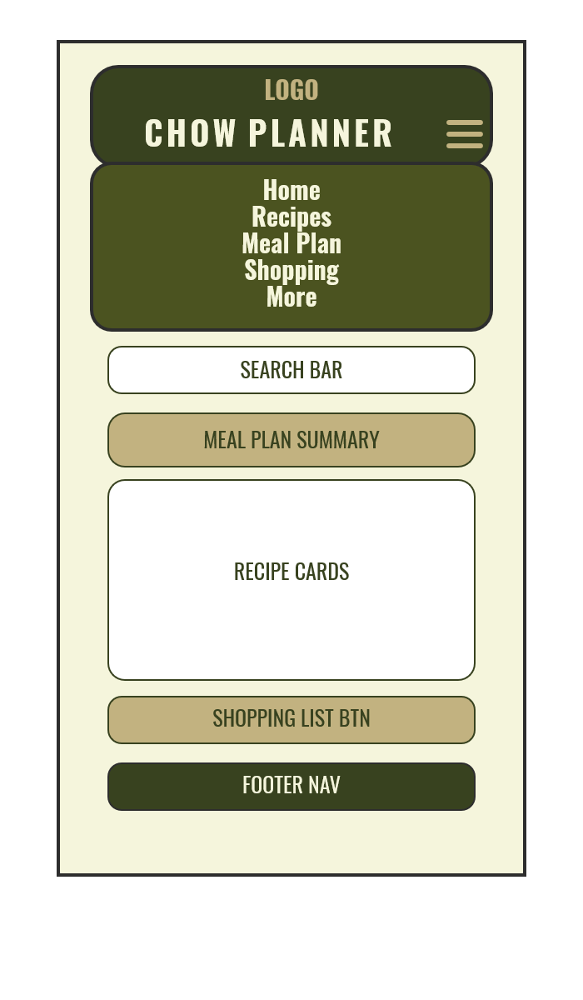 LOGO
CHOW PLANNER
Home
Recipes
Meal Plan
Shopping
More
SEARCH BAR
MEAL PLAN SUMMARY
RECIPE CARDS
SHOPPING LIST BTN
FOOTER NAV